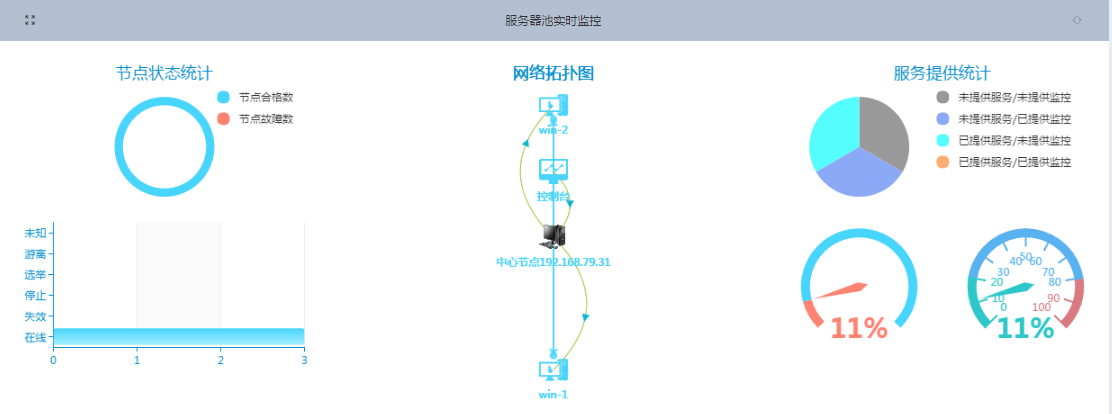 服务器池实时监控
节点状态统计
节点合格数
节点故障数
未知
游离
选举
停止
失效
在线
0 1 2 3
网络拓扑图
win-2
控制台
中心节点192.168.79.31
win-1
服务提供统计
未提供服务/未提供监控
未提供服务/已提供监控
已提供服务/未提供监控
已提供服务/已提供监控
11%
0 10 20 30 40 50 60 70 80 90 100
11%